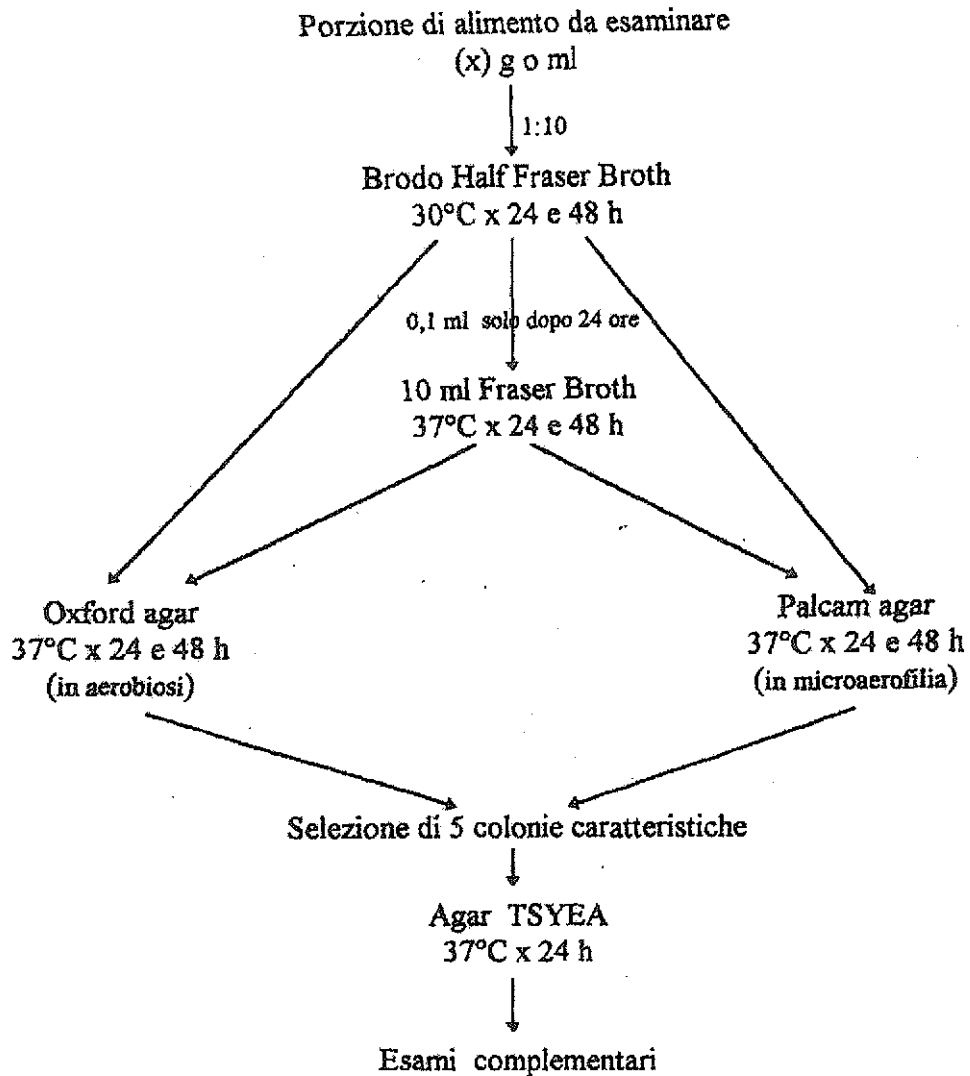 Porzione di alimento da esaminare
(x) g o ml
1:10
Brodo Half Fraser Broth
30°C x 24 e 48 h
0,1 ml solo dopo 24 ore
10 ml Fraser Broth
37°C x 24 e 48 h
Oxford agar
37°C x 24 e 48 h
(in aerobiosi)
Palcam agar
37°C x 24 e 48 h
(in microaerofilia)
Selezione di 5 colonie caratteristiche
Agar TSYEA
37°C x 24 h
Esami complementari